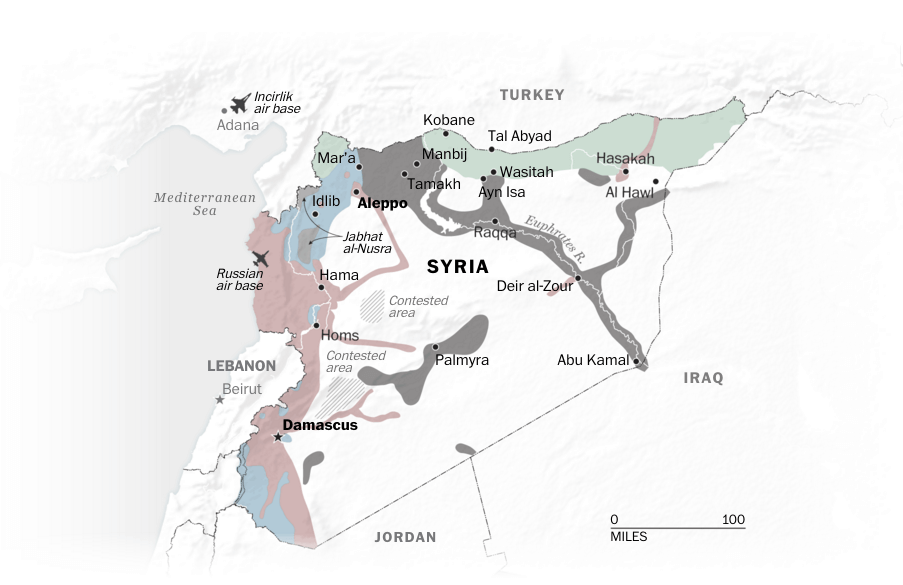 Incirlik
air base
Adana
TURKEY
Kobane
Tal Abyad
Mar'a
Manbij
Hasakah
Wasitah
Tamakh
Ayn Isa
Al Hawl
Mediterranean
Sea
Idlib
Aleppo
Raqqa
Euphrates R.
Jabhat
al-Nusra
SYRIA
Russian
air base
Hama
Deir al-Zour
Contested
area
Homs
Contested
area
Palmyra
Abu Kamal
LEBANON
IRAQ
Beirut
Damascus
0 100
MILES
JORDAN